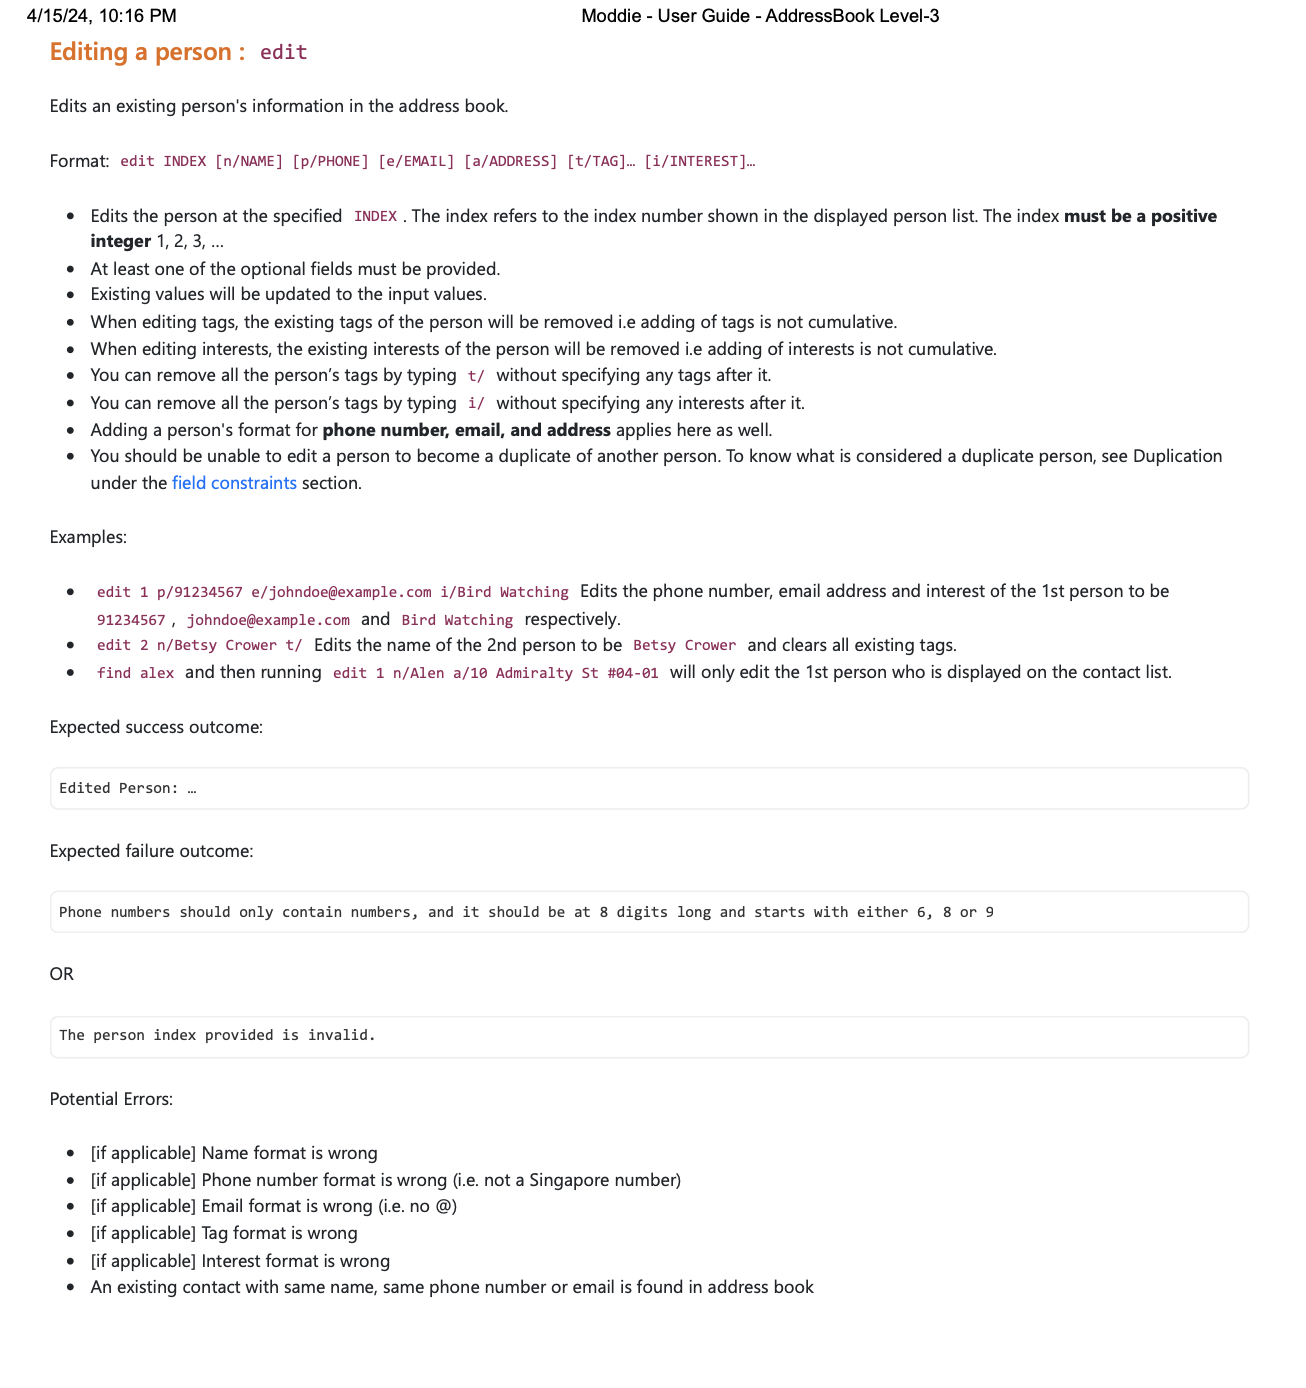 4/15/24, 10:16 PM Moddie - User Guide - AddressBook Level-3
Editing a person : edit
Edits an existing person's information in the address book.
Format: edit INDEX [n/NAME] [p/PHONE] [e/EMAIL] [a/ADDRESS] [t/TAG]… [i/INTEREST]…
Edits the person at the specified INDEX . The index refers to the index number shown in the displayed person list. The index must be a positive
integer 1, 2, 3, …
At least one of the optional fields must be provided.
Existing values will be updated to the input values.
When editing tags, the existing tags of the person will be removed i.e adding of tags is not cumulative.
When editing interests, the existing interests of the person will be removed i.e adding of interests is not cumulative.
You can remove all the person’s tags by typing t/ without specifying any tags after it.
You can remove all the person’s tags by typing i/ without specifying any interests after it.
Adding a person's format for phone number, email, and address applies here as well.
You should be unable to edit a person to become a duplicate of another person. To know what is considered a duplicate person, see Duplication
under the field constraints section.
Examples:
edit 1 p/91234567 e/johndoe@example.com i/Bird Watching Edits the phone number, email address and interest of the 1st person to be
91234567 , johndoe@example.com and Bird Watching respectively.
edit 2 n/Betsy Crower t/ Edits the name of the 2nd person to be Betsy Crower and clears all existing tags.
find alex and then running edit 1 n/Alen a/10 Admiralty St #04-01 will only edit the 1st person who is displayed on the contact list.
Expected success outcome:
Edited Person: …
Expected failure outcome:
Phone numbers should only contain numbers, and it should be at 8 digits long and starts with either 6, 8 or 9
OR
The person index provided is invalid.
Potential Errors:
[if applicable] Name format is wrong
[if applicable] Phone number format is wrong (i.e. not a Singapore number)
[if applicable] Email format is wrong (i.e. no @)
[if applicable] Tag format is wrong
[if applicable] Interest format is wrong
An existing contact with same name, same phone number or email is found in address book